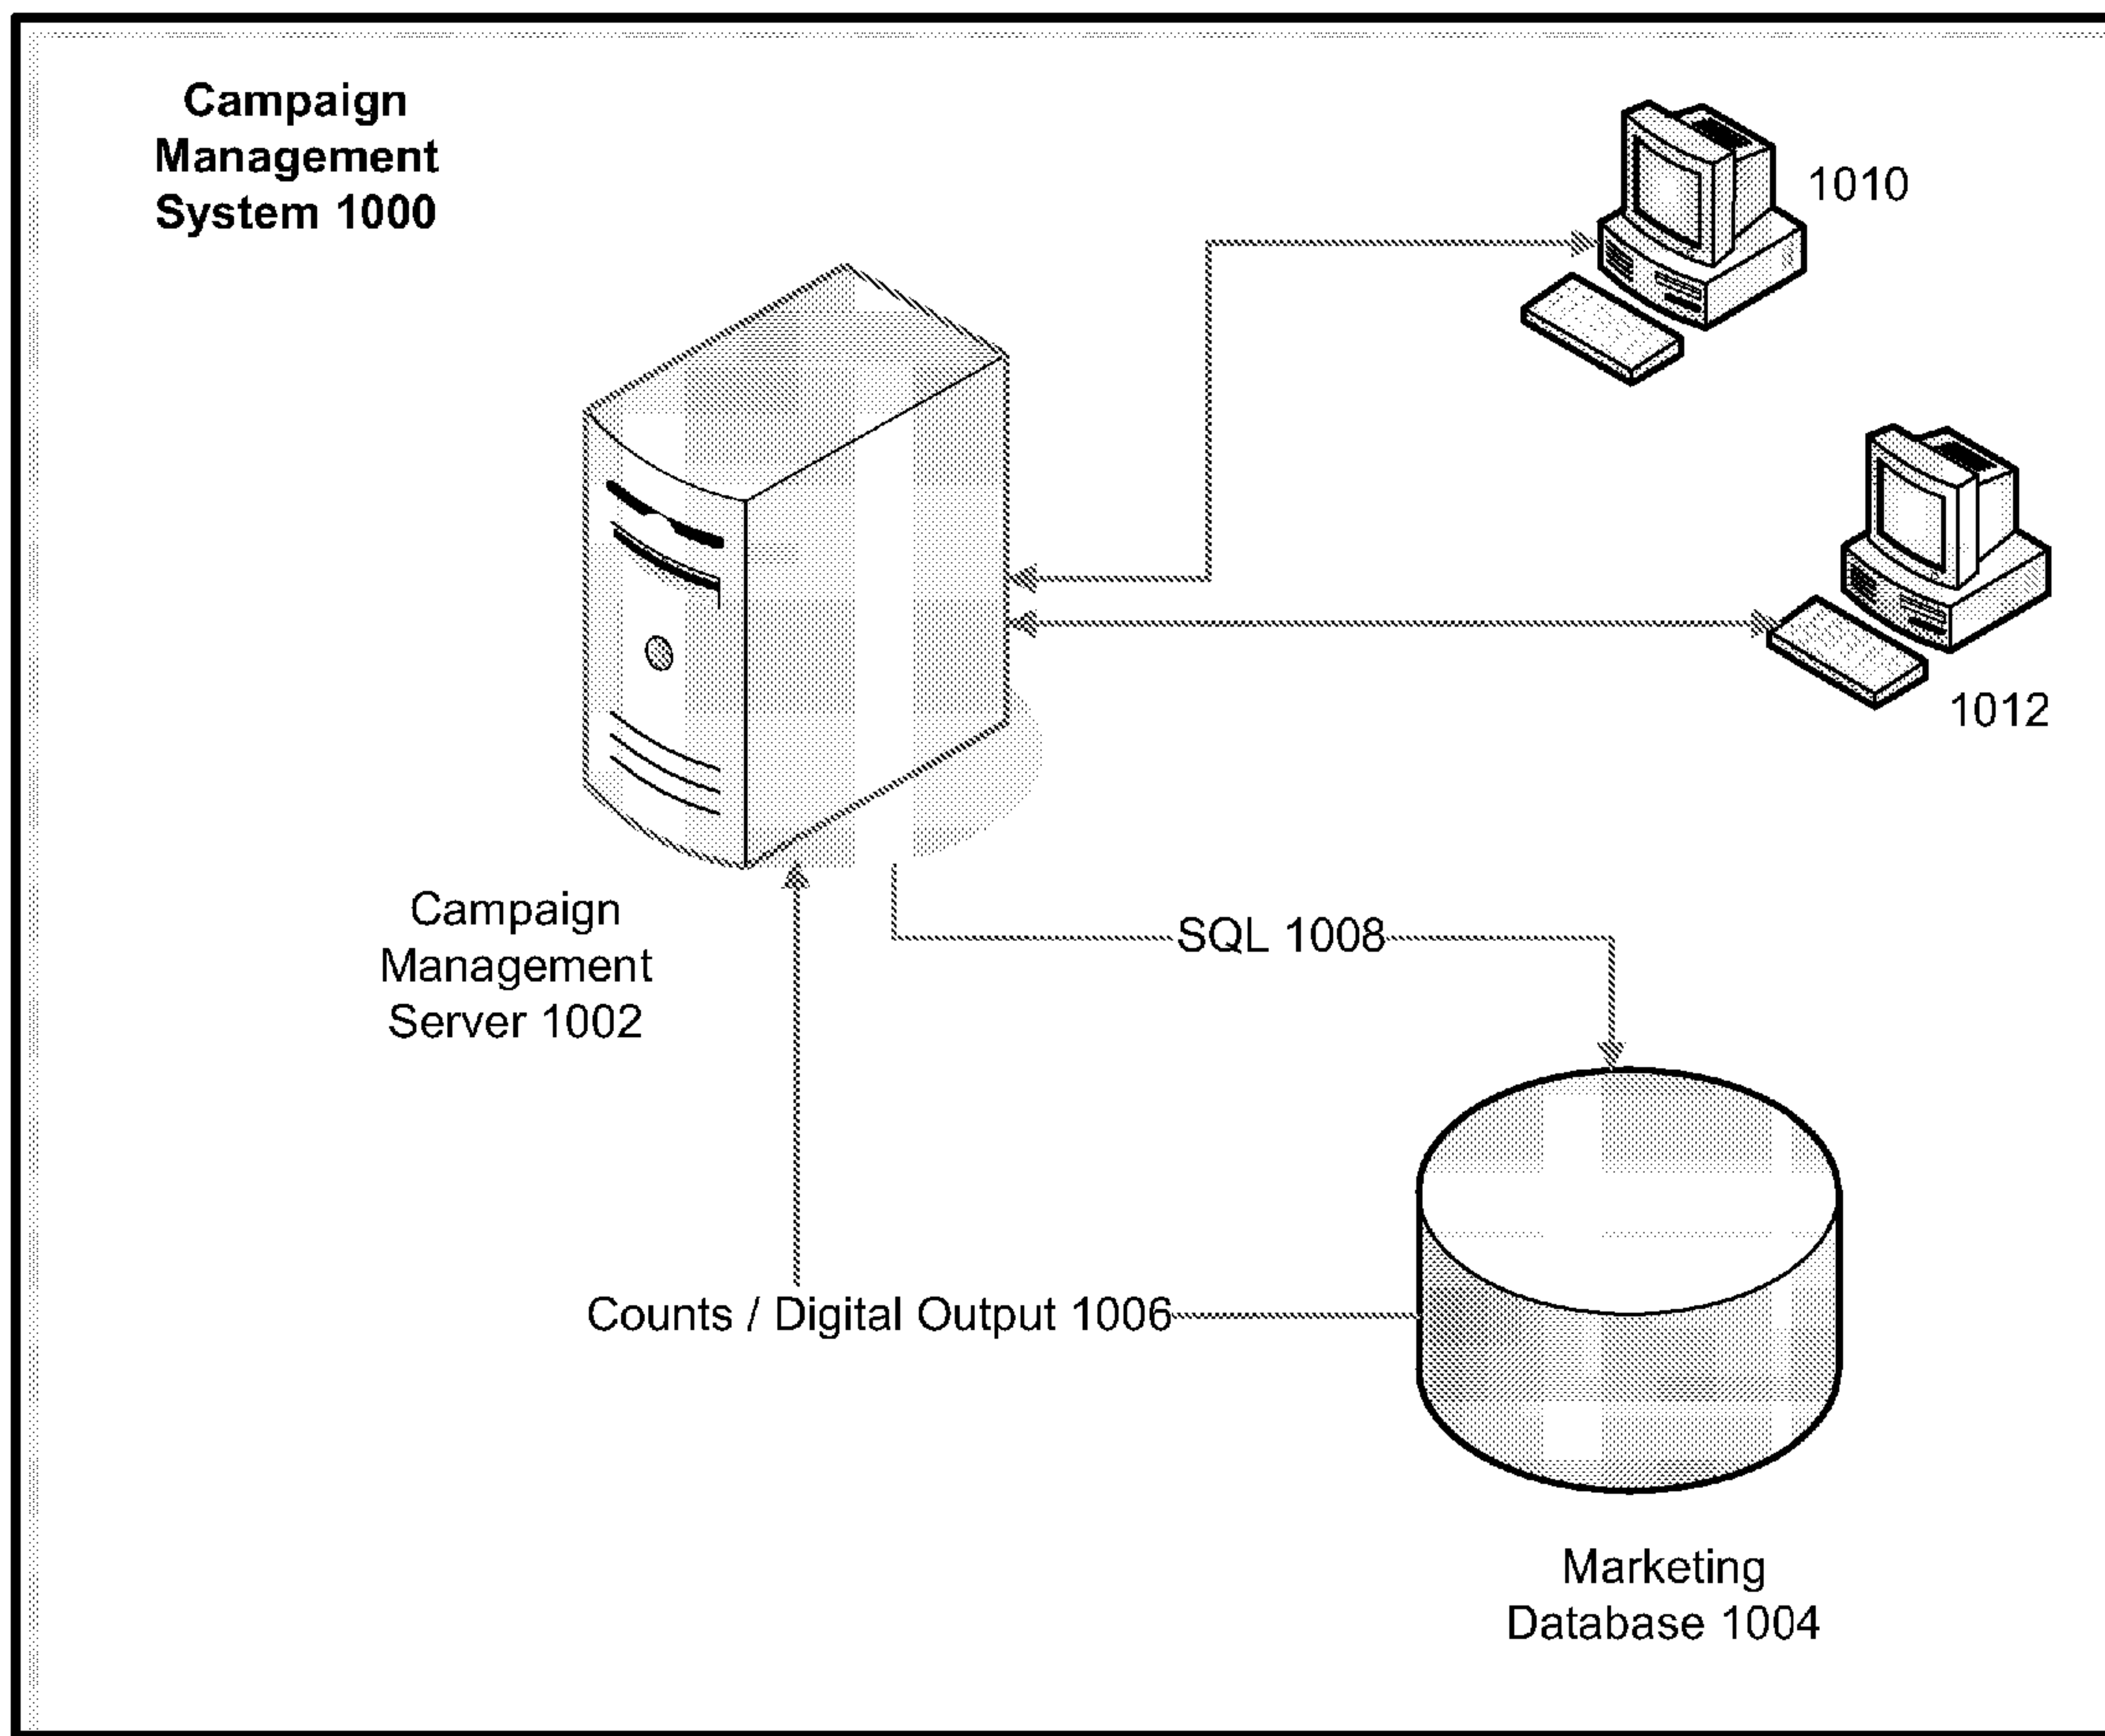 Campaign
Management
System 1000
1010
1012
Campaign
Management
Server 1002
SQL 1008
Counts / Digital Output 1006
Marketing
Database 1004